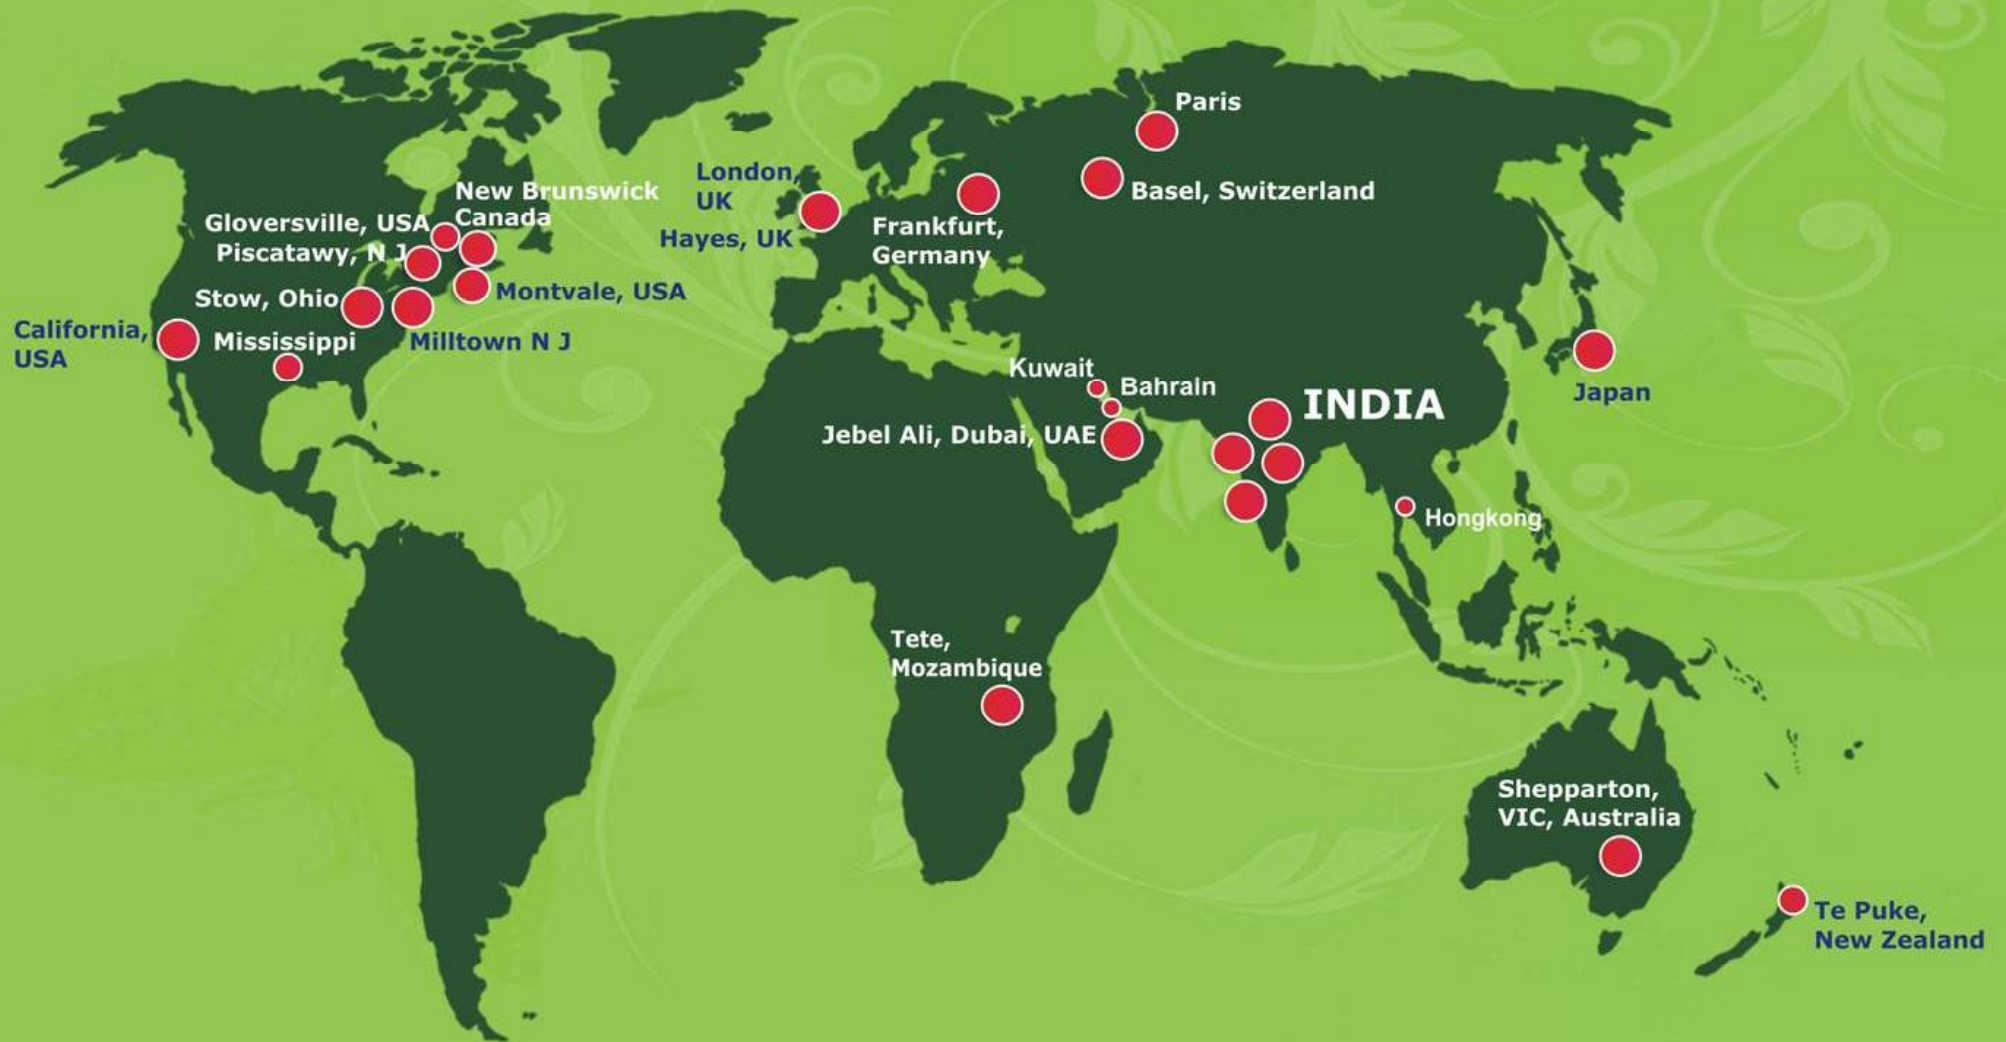 Paris
London,
UK
Basel, Switzerland
New Brunswick
Canada
Gloversville, USA
Hayes, UK
Frankfurt,
Germany
Piscatawy, N J
Stow, Ohio
Montvale, USA
California,
USA
Mississippi
Milltown N J
Kuwait
Bahrain
INDIA
Japan
Jebel Ali, Dubai, UAE
Hongkong
Tete,
Mozambique
Shepparton,
VIC, Australia
Te Puke,
New Zealand